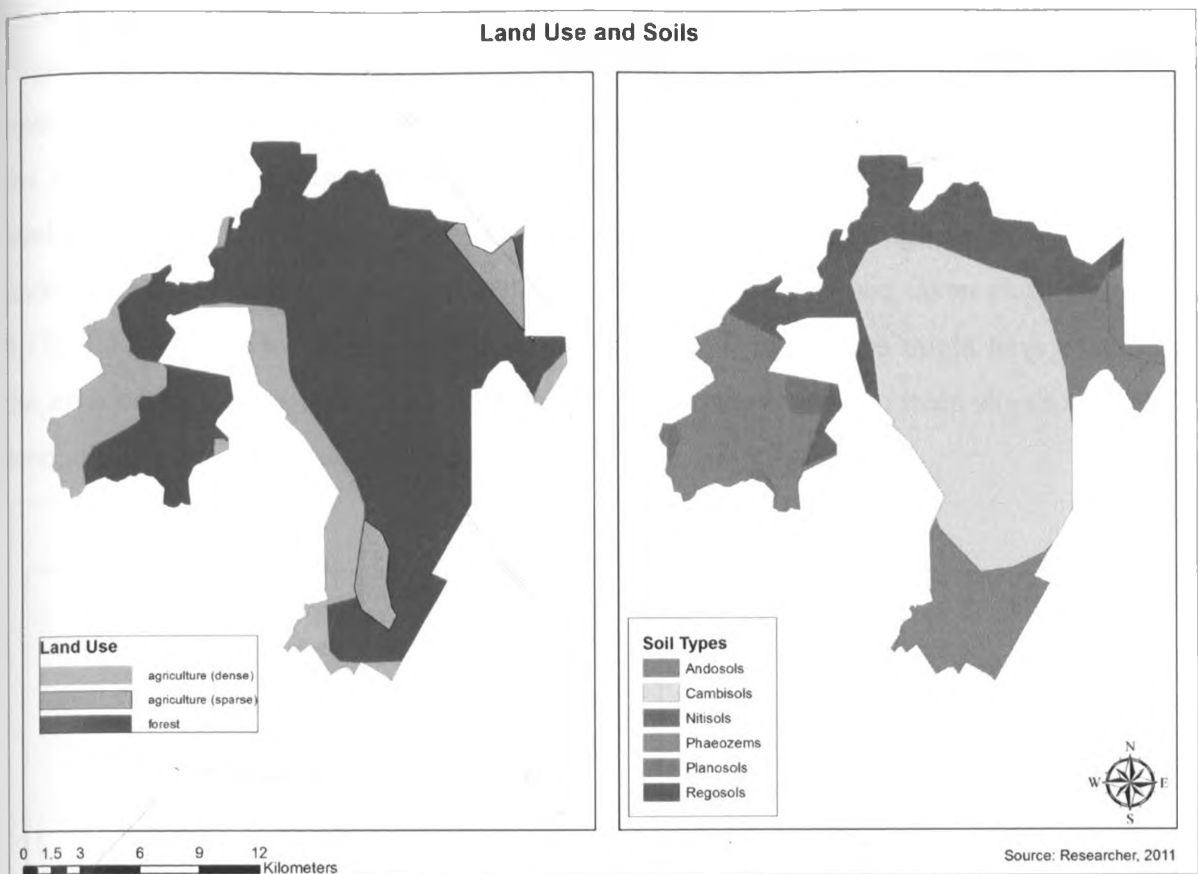 Land Use and Soils
Land Use
agriculture (dense)
agriculture (sparse)
forest
Soil Types
Andosols
Cambisols
Nitisols
Phaeozems
Planosols
Regosols
N
W E
S
0 1.5 3 6 9 12
Kilometers
Source: Researcher, 2011